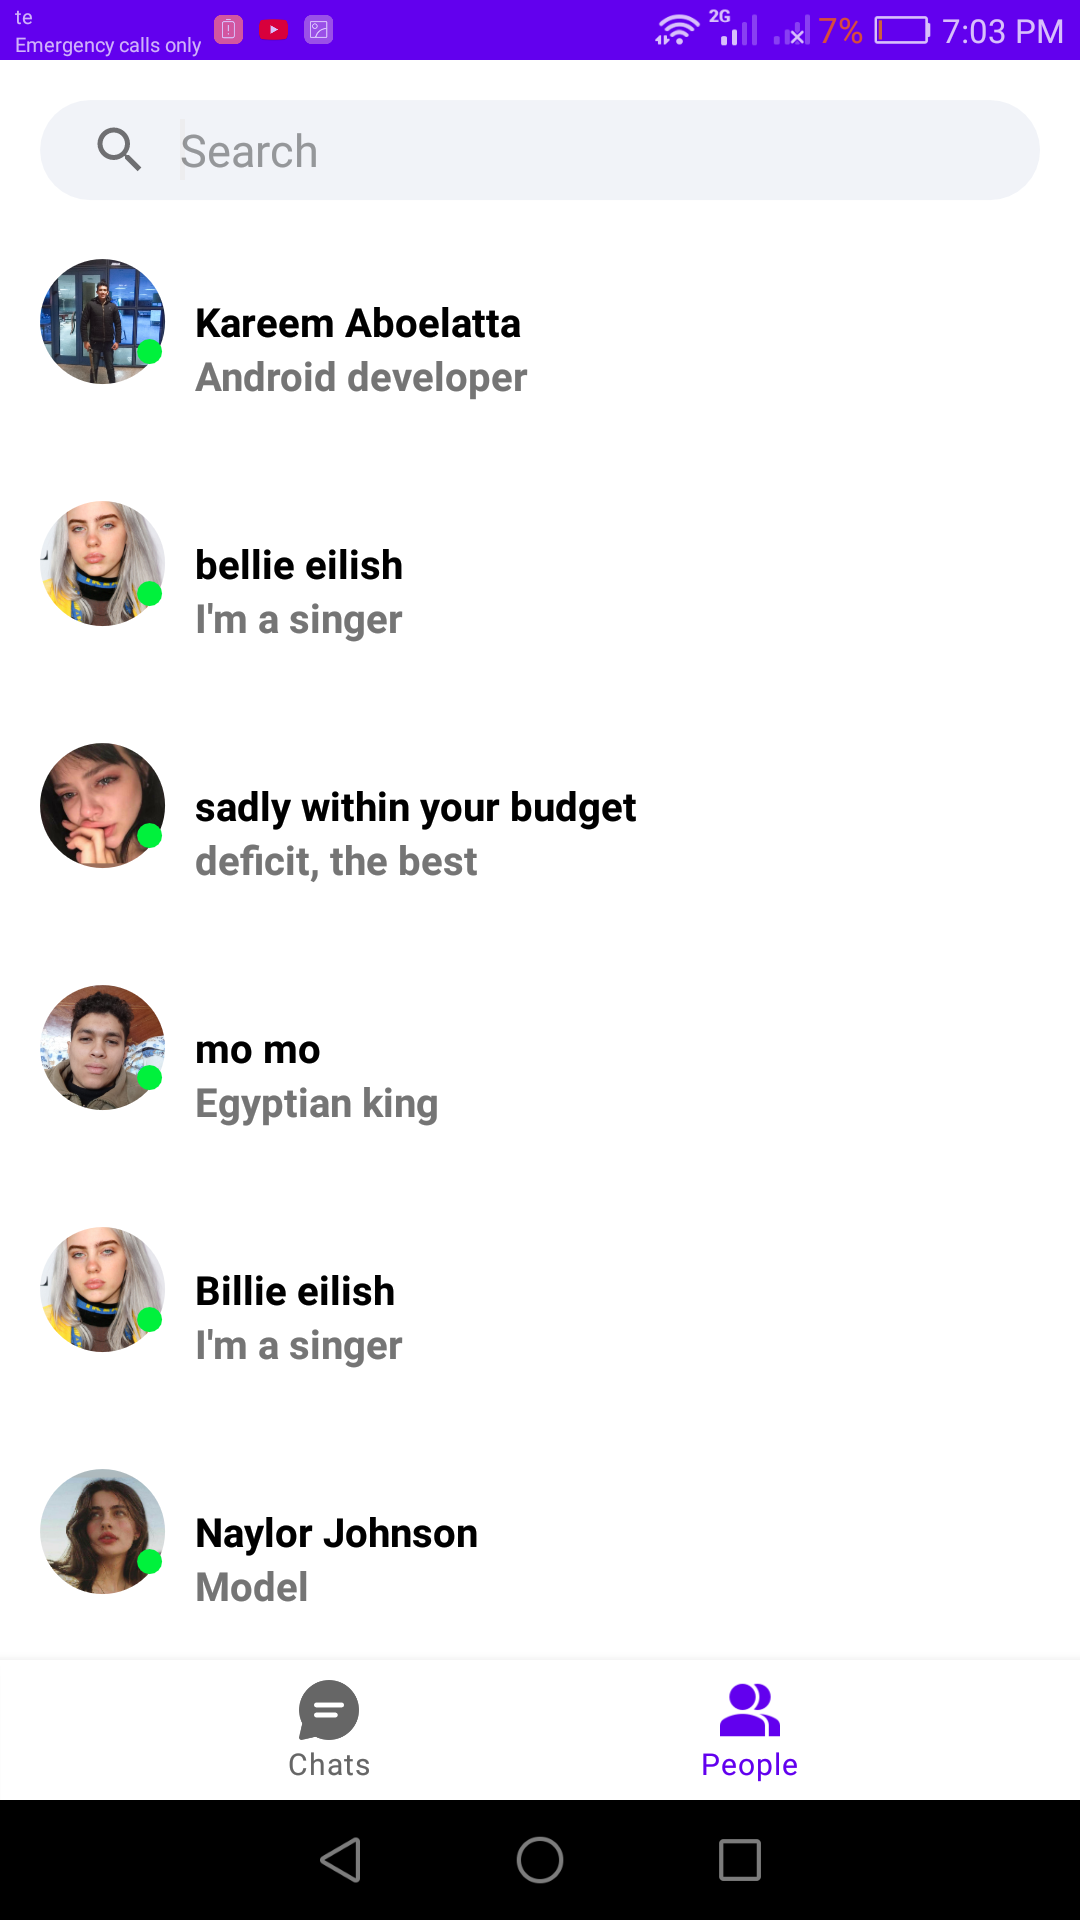 te
Emergency calls only
2G
7%
7:03 PM
Search
Kareem Aboelatta
Android developer
bellie eilish
I'm a singer
sadly within your budget
deficit, the best
mo mo
Egyptian king
Billie eilish
I'm a singer
Naylor Johnson
Model
Chats
People